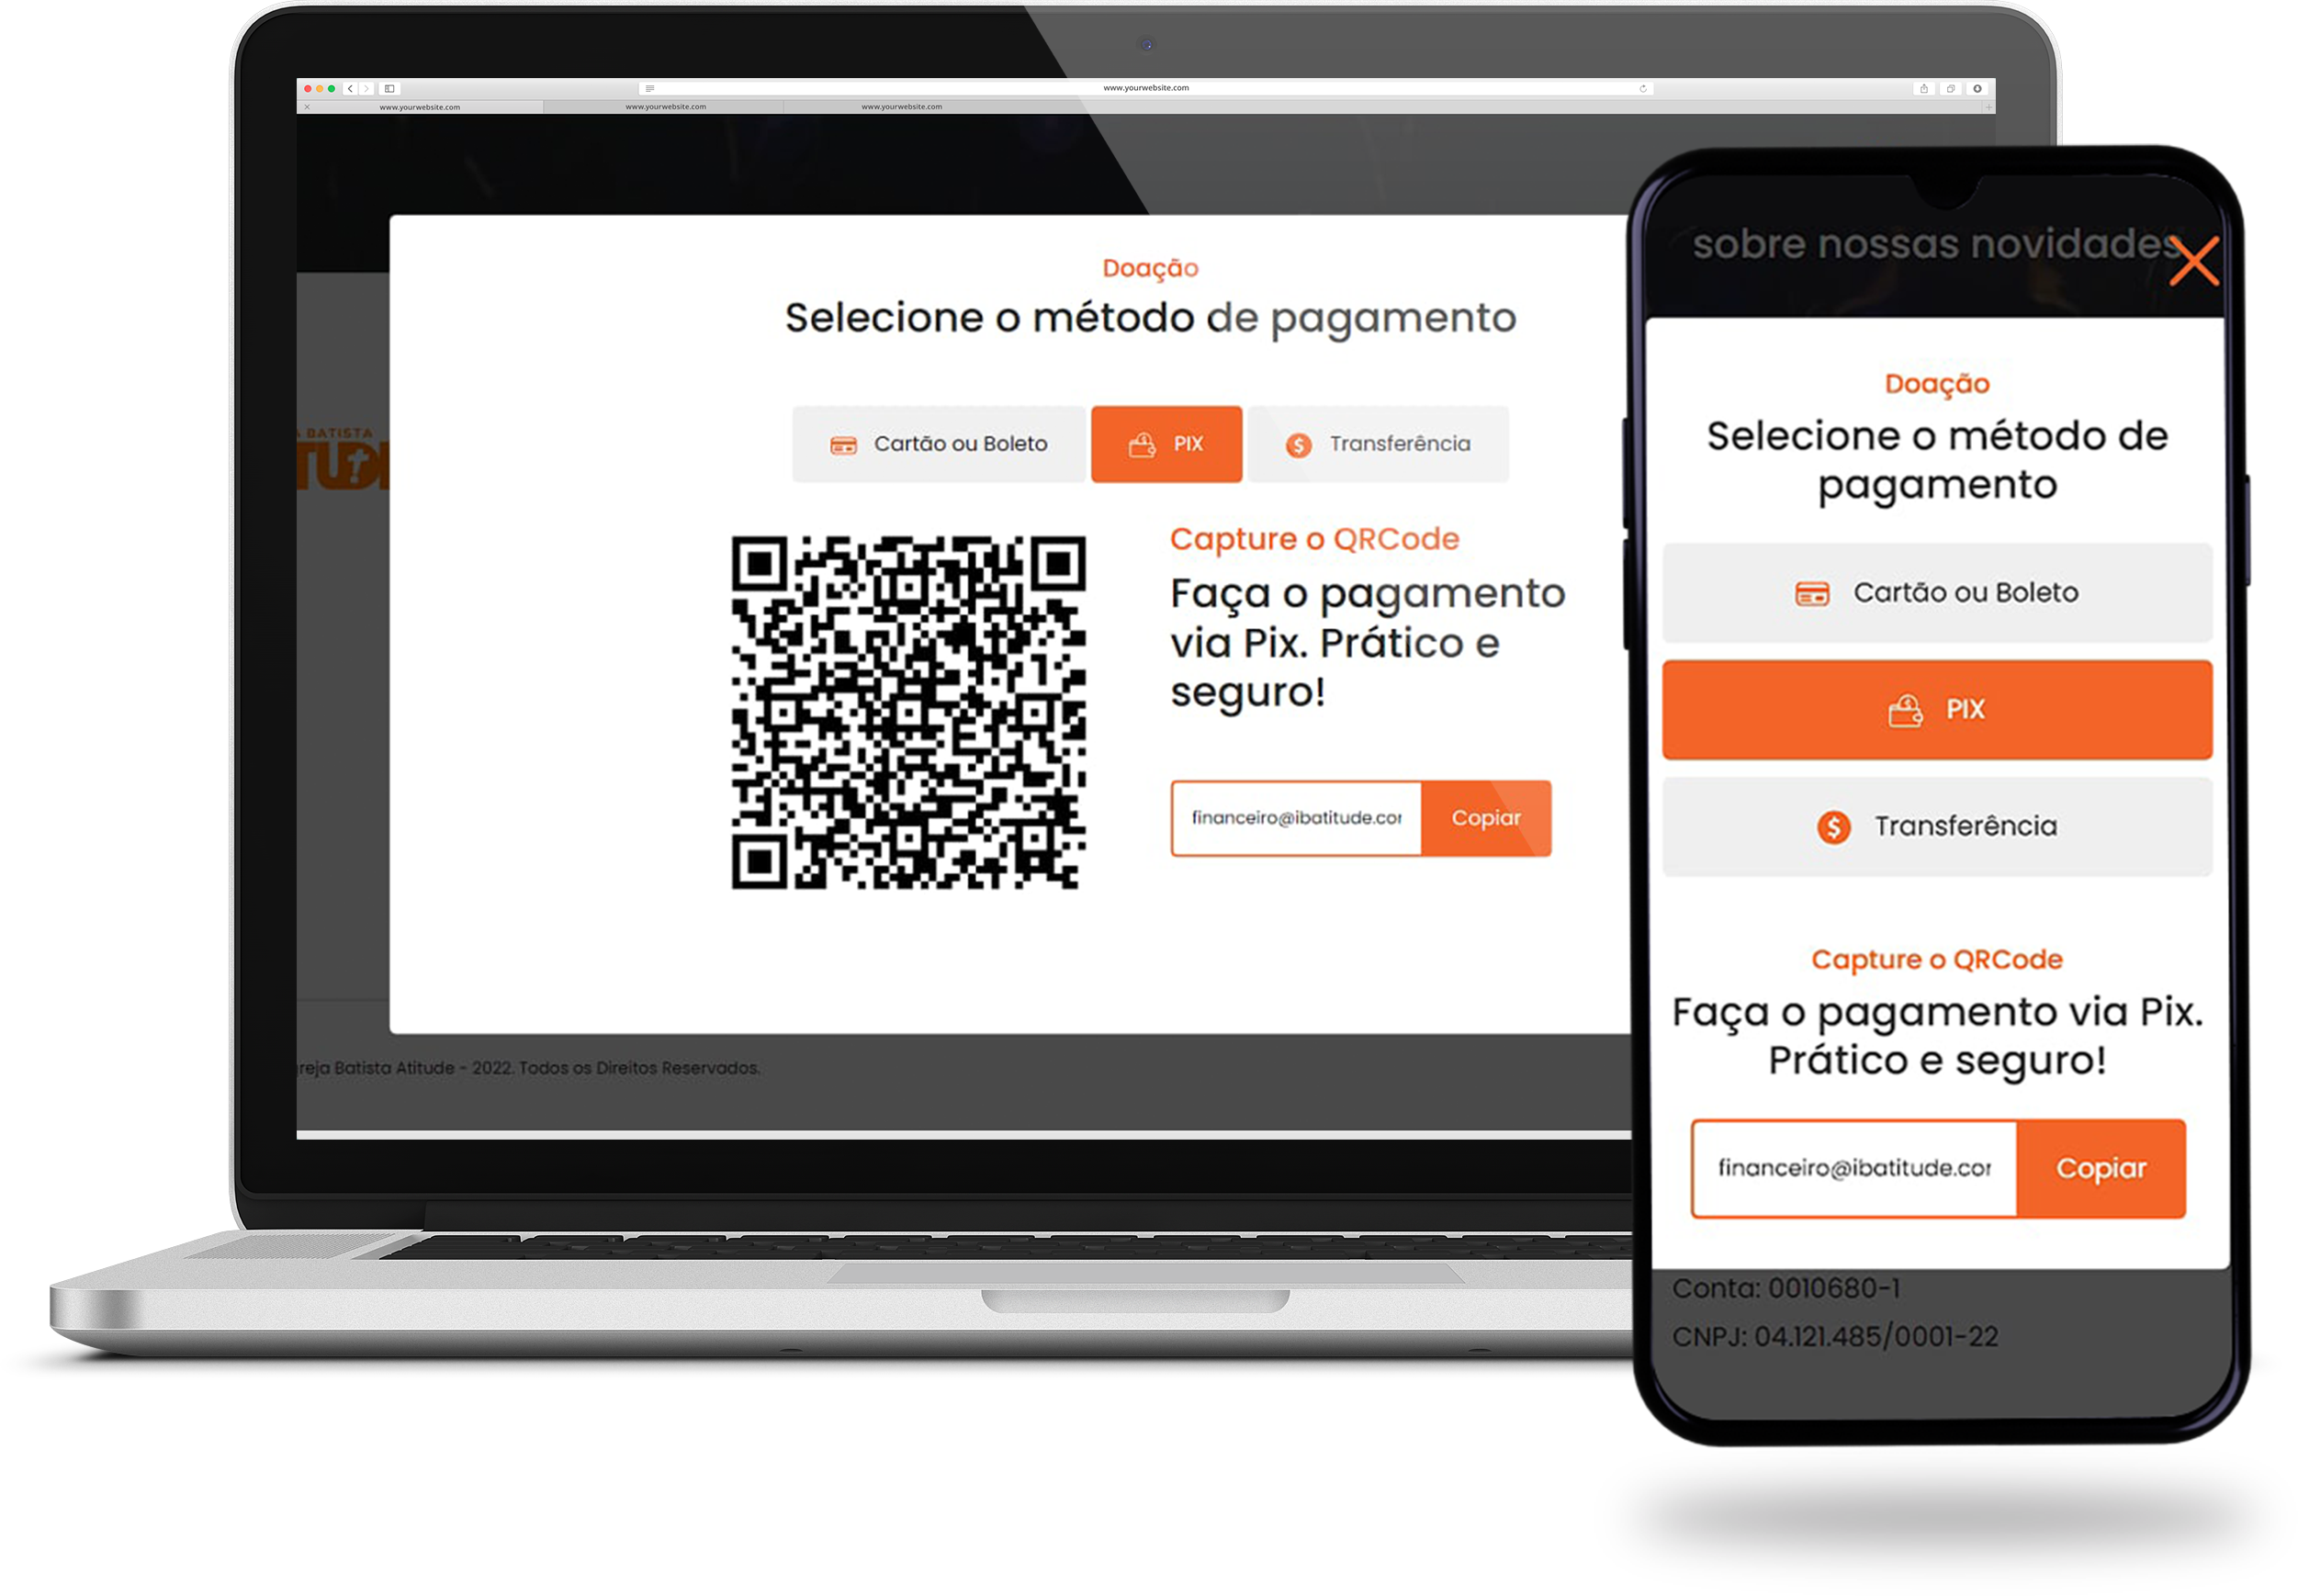 www.yourwebsite.com
www.yourwebsite.com
www.yourwebsite.com
www.yourwebsite.com
Doação
Selecione o método de pagamento
Cartão ou Boleto
PIX
Transferência
BATISTA
Capture o QRCode
Faça o pagamento
via Pix. Prático e
seguro!
financeiro@ibatitude.cor
Copiar
greja Batista Atitude - 2022. Todos os Direitos Reservados.
sobre nossas novidades
Doação
Selecione o método de
pagamento
Cartão ou Boleto
PIX
Transferência
Capture o QRCode
Faça o pagamento via Pix.
Prático e seguro!
financeiro@ibatitude.cor
Copiar
Conta: 0010680-1
CNPJ: 04.121.485/0001-22